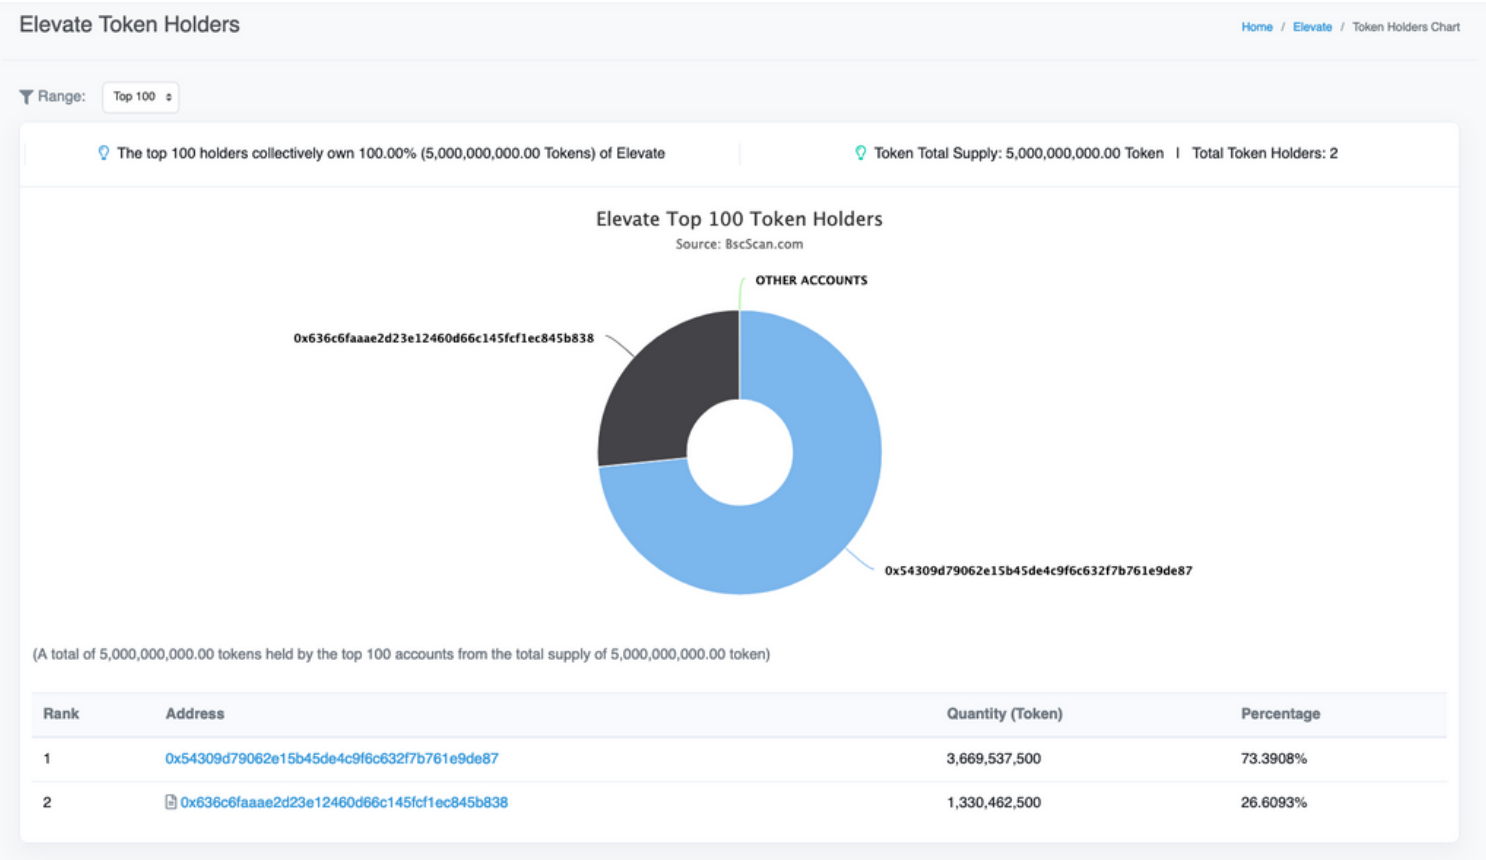 Elevate Token Holders
Home / Elevate / Token Holders Chart
Range: Top 100
The top 100 holders collectively own 100.00% (5,000,000,000.00 Tokens) of Elevate
Token Total Supply: 5,000,000,000.00 Token | Total Token Holders: 2
Elevate Top 100 Token Holders
Source: BscScan.com
OTHER ACCOUNTS
0x636c6faaae2d23e12460d66c145fcf1ec845b838
0x54309d79062e15b45de4c9f6c632f7b761e9de87
(A total of 5,000,000,000.00 tokens held by the top 100 accounts from the total supply of 5,000,000,000.00 token)
Rank Address Quantity (Token) Percentage
1 0x54309d79062e15b45de4c9f6c632f7b761e9de87 3,669,537,500 73.3908%
2 0x636c6faaae2d23e12460d66c145fcf1ec845b838 1,330,462,500 26.6093%